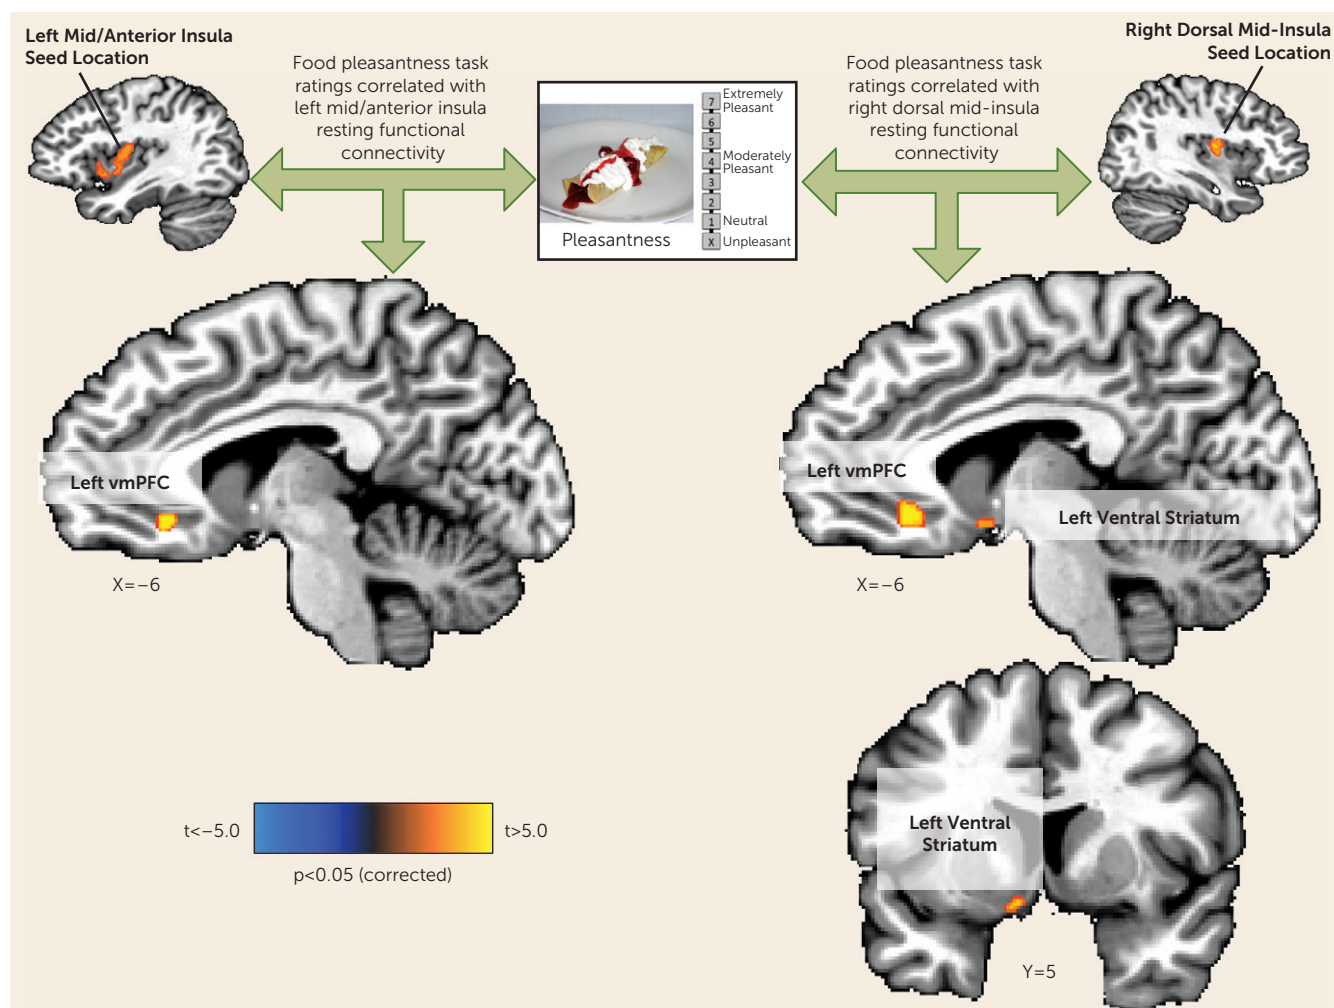 Left Mid/Anterior Insula
Seed Location
Food pleasantness task
ratings correlated with
left mid/anterior insula
resting functional
connectivity
7 Extremely
Pleasant
6
5
4 Moderately
Pleasant
3
2
1 Neutral
X Unpleasant
Pleasantness
Food pleasantness task
ratings correlated with
right dorsal mid-insula
resting functional
connectivity
Right Dorsal Mid-Insula
Seed Location
Left vmPFC
X=−6
Left vmPFC
Left Ventral Striatum
X=−6
t<−5.0
t>5.0
p<0.05 (corrected)
Left Ventral
Striatum
Y=5